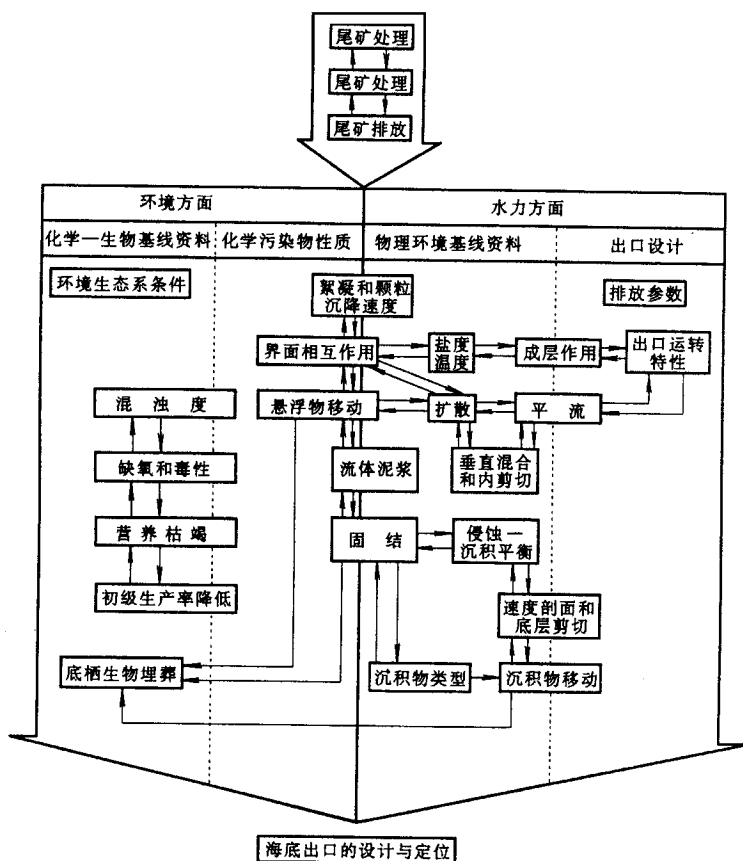 尾矿处理
尾矿处理
尾矿排放
环境方面
水力方面
化学—生物基线资料
化学污染物性质
物理环境基线资料
出口设计
环境生态系条件
絮凝和颗粒
沉降速度
排放参数
界面相互作用
盐度
温度
成层作用
出口运转
特性
混浊度
悬浮物移动
扩散
平流
缺氧和毒性
流体泥浆
垂直混合
和内剪切
营养枯竭
固结
侵蚀—
沉积平衡
初级生产率降低
速度剖面和
底层剪切
底栖生物埋葬
沉积物类型
沉积物移动
海底出口的设计与定位